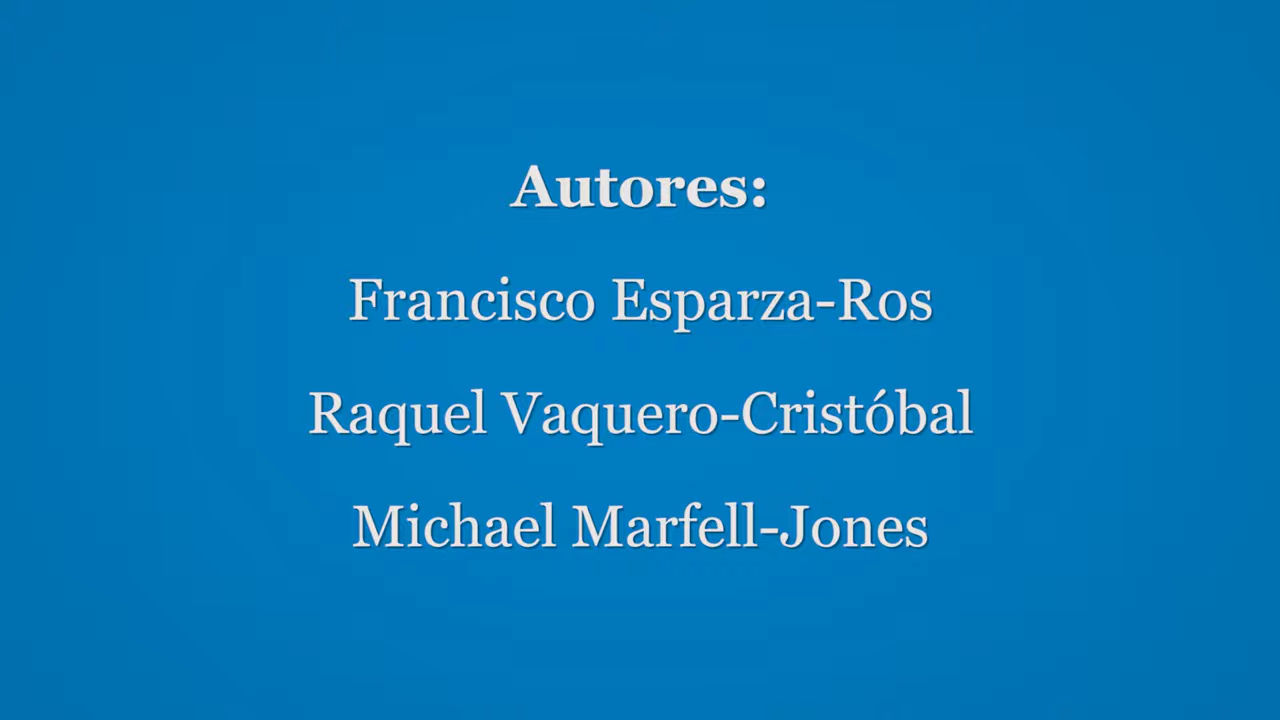 Autores:
Francisco Esparza-Ros
Raquel Vaquero-Cristóbal
Michael Marfell-Jones